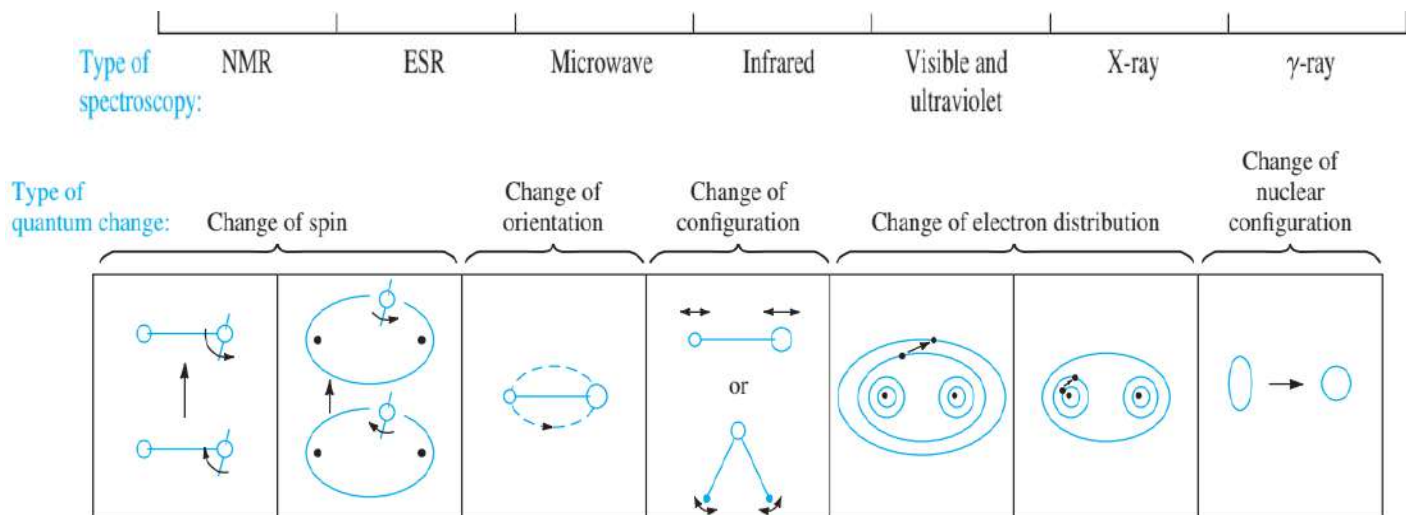 Type of spectroscopy: NMR ESR Microwave Infrared Visible and ultraviolet X-ray γ-ray
Type of quantum change:
Change of spin
Change of orientation
Change of configuration
Change of electron distribution
Change of nuclear configuration
or